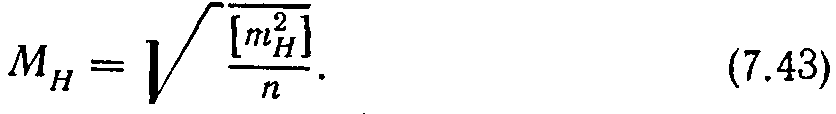 $M_H = \sqrt{\frac{[m_H^2]}{n}}.$ (7.43)